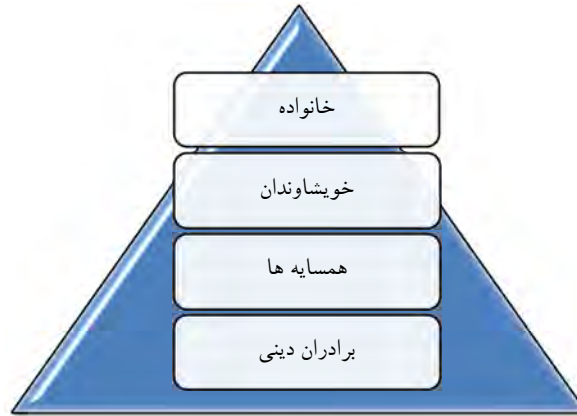 خانواده
خویشاوندان
همسایه ها
برادران دینی